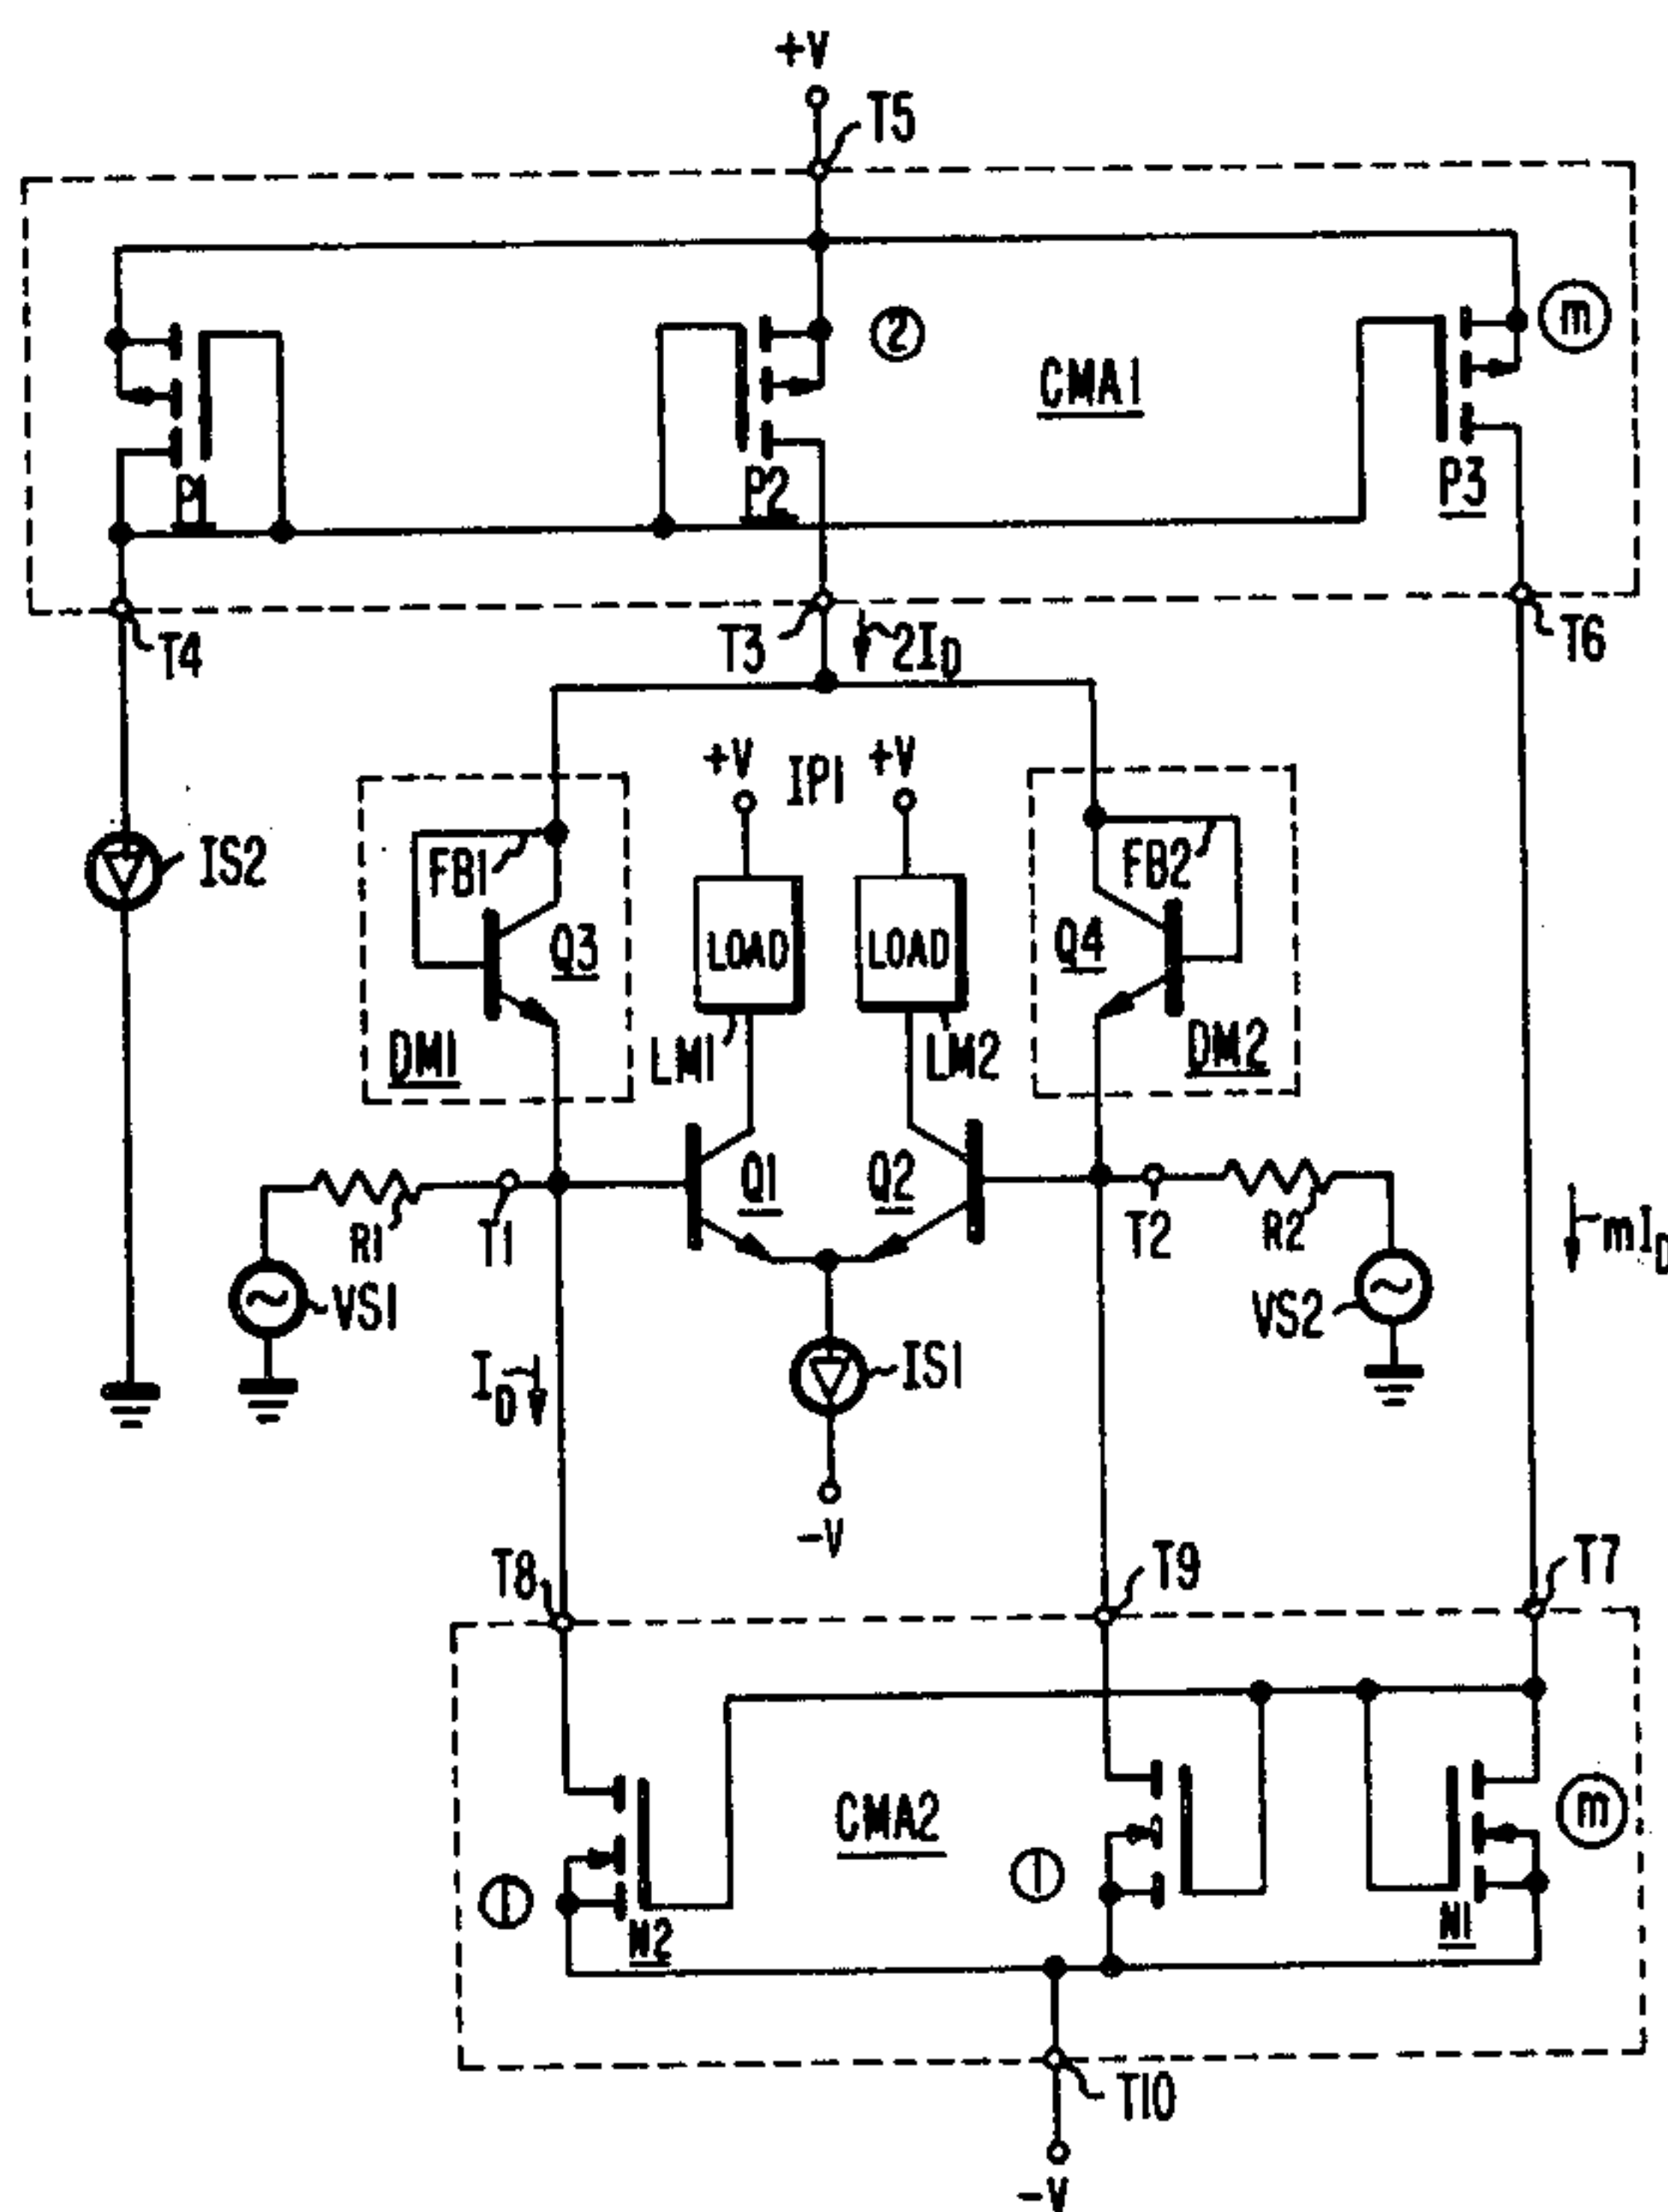 +V
T5
②
ⓜ
CMA1
P1
P2
P3
T4
T3
2I_D
T6
+V
IP1
+V
IS2
FB1
FB2
Q3
LOAD
LOAD
Q4
DM1
LM1
LM2
DM2
Q1
Q2
R1
T1
T2
R2
mI_D
VS1
VS2
I_D
IS1
-V
T8
T9
T7
CMA2
ⓜ
①
①
N2
N1
T10
-V